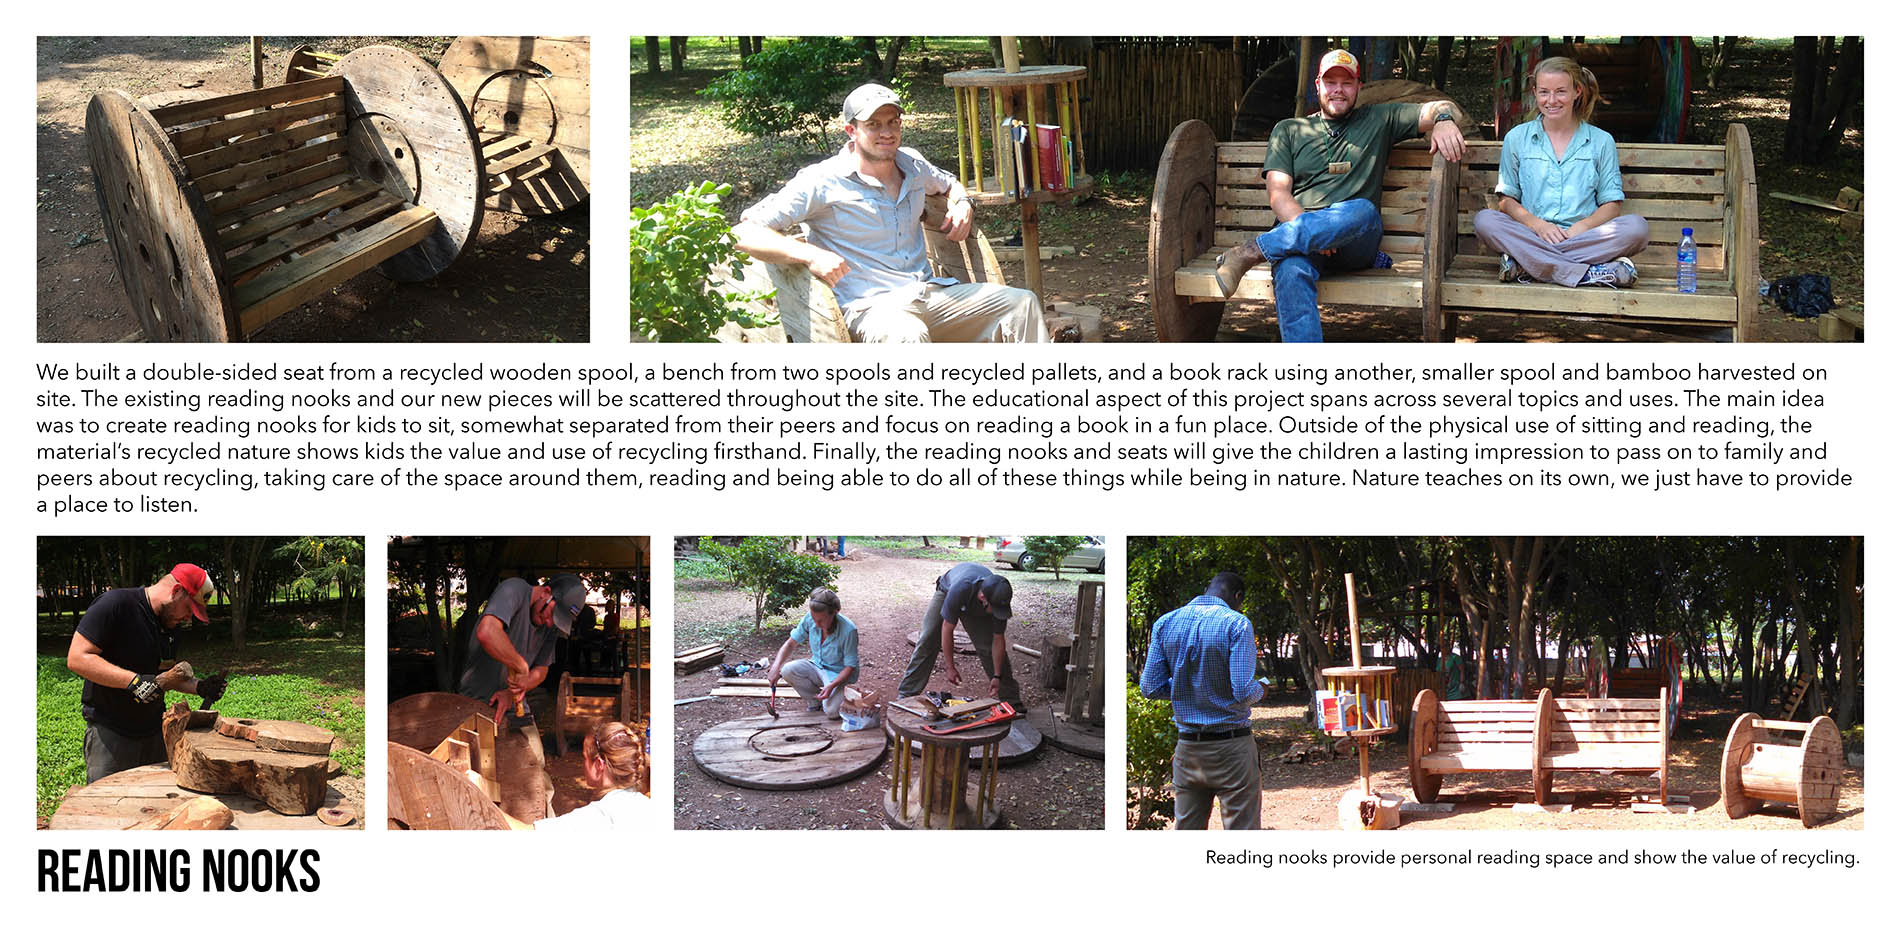 We built a double-sided seat from a recycled wooden spool, a bench from two spools and recycled pallets, and a book rack using another, smaller spool and bamboo harvested on
site. The existing reading nooks and our new pieces will be scattered throughout the site. The educational aspect of this project spans across several topics and uses. The main idea
was to create reading nooks for kids to sit, somewhat separated from their peers and focus on reading a book in a fun place. Outside of the physical use of sitting and reading, the
material's recycled nature shows kids the value and use of recycling firsthand. Finally, the reading nooks and seats will give the children a lasting impression to pass on to family and
peers about recycling, taking care of the space around them, reading and being able to do all of these things while being in nature. Nature teaches on its own, we just have to provide
a place to listen.
READING NOOKS
Reading nooks provide personal reading space and show the value of recycling.